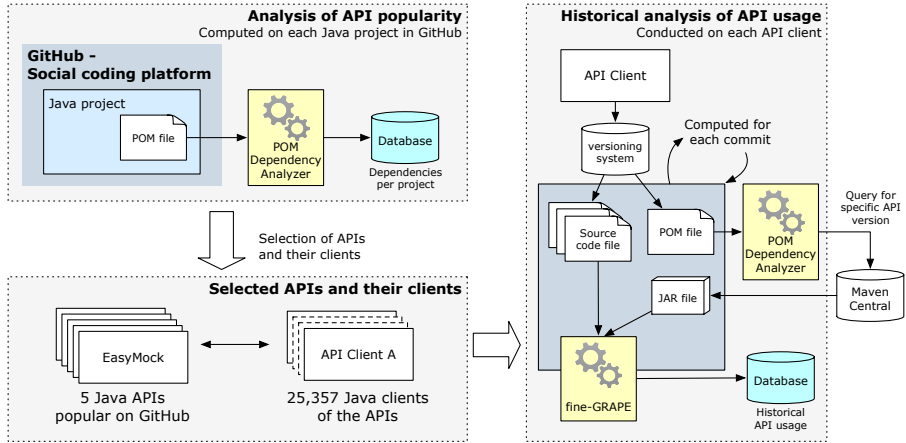 Analysis of API popularity
Computed on each Java project in GitHub
GitHub -
Social coding platform
Java project
POM file
POM
Dependency
Analyzer
Database
Dependencies
per project
Selection of APIs
and their clients
Selected APIs and their clients
EasyMock
API Client A
5 Java APIs
popular on GitHub
25,357 Java clients
of the APIs
Historical analysis of API usage
Conducted on each API client
API Client
versioning
system
Computed for
each commit
Source
code file
POM file
POM
Dependency
Analyzer
Query for
specific API
version
Maven
Central
JAR file
fine-GRAPE
Database
Historical
API usage